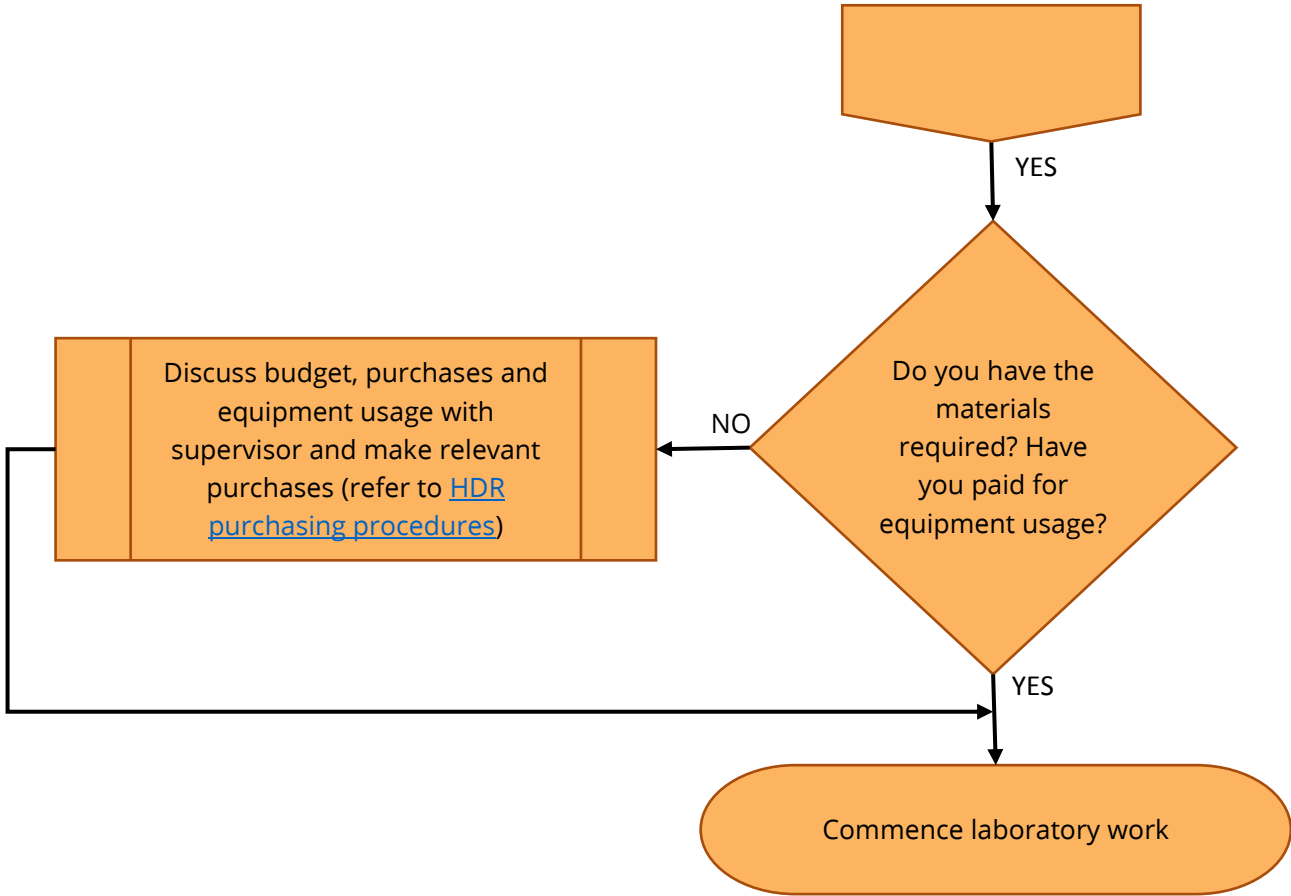 YES
Do you have the
materials
required? Have
you paid for
equipment usage?
NO
Discuss budget, purchases and
equipment usage with
supervisor and make relevant
purchases (refer to HDR
purchasing procedures)
YES
Commence laboratory work